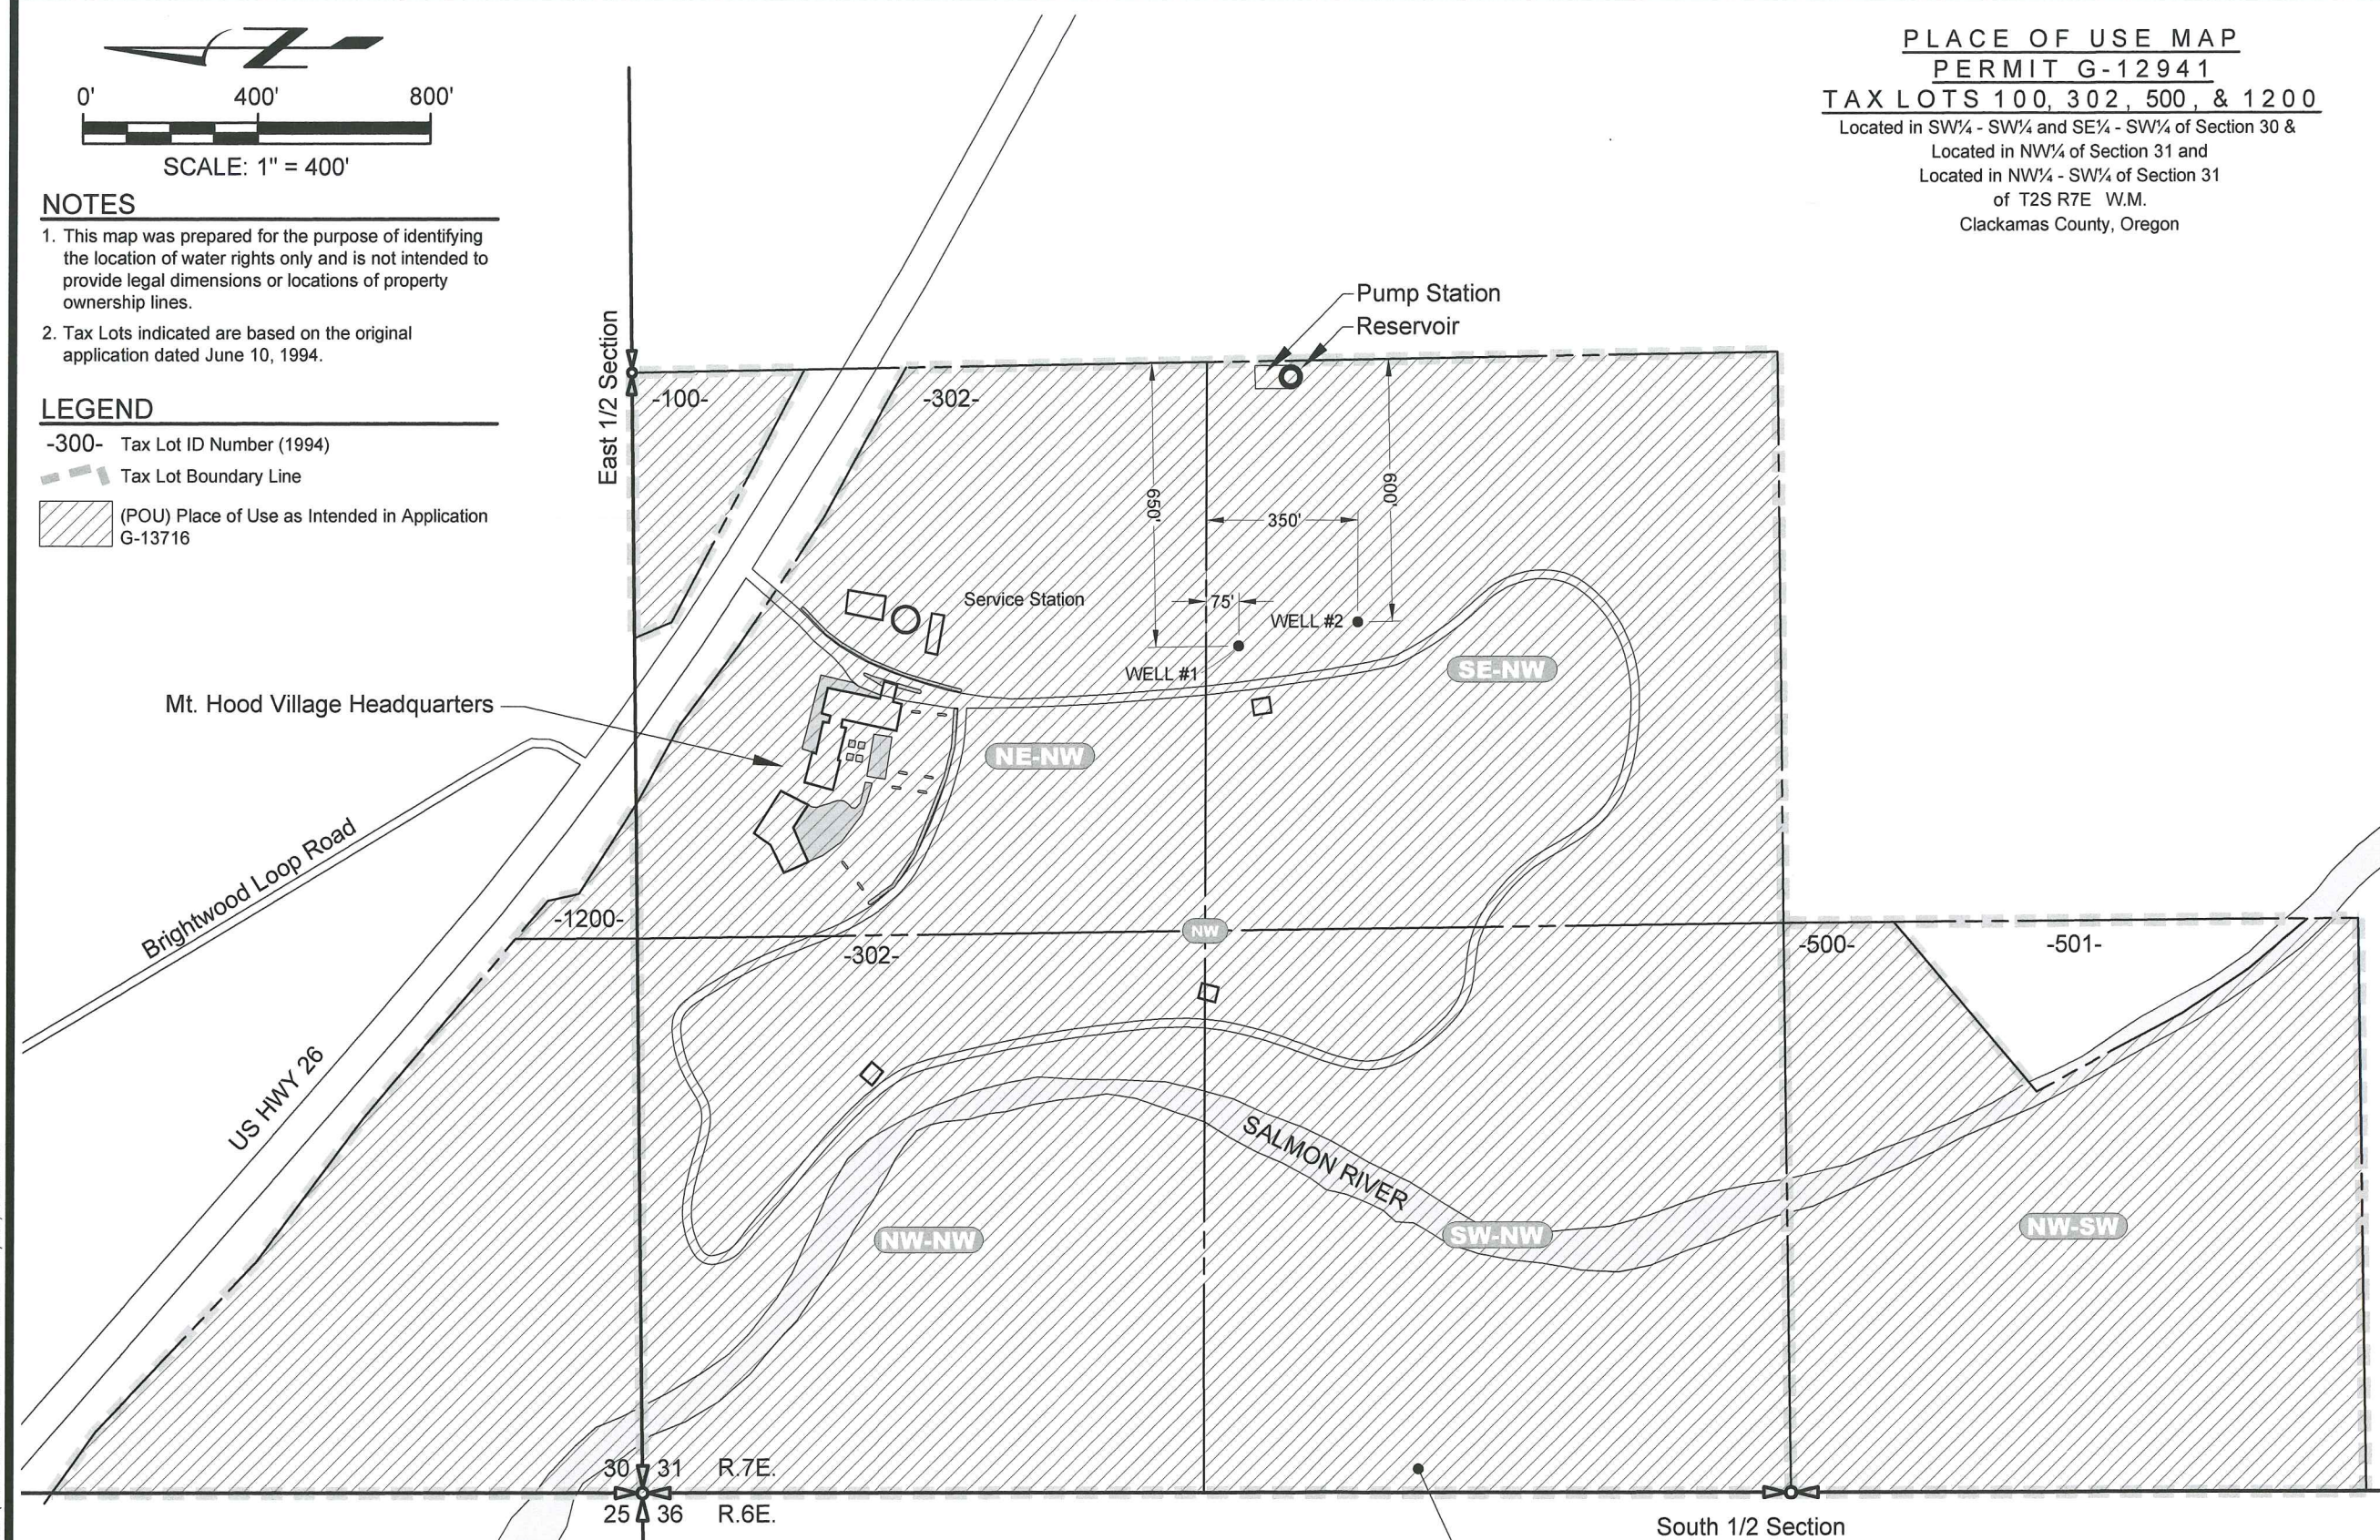 0' 400' 800'
SCALE: 1" = 400'
NOTES
1. This map was prepared for the purpose of identifying
the location of water rights only and is not intended to
provide legal dimensions or locations of property
ownership lines.
2. Tax Lots indicated are based on the original
application dated June 10, 1994.
LEGEND
-300- Tax Lot ID Number (1994)
Tax Lot Boundary Line
(POU) Place of Use as Intended in Application
G-13716
PLACE OF USE MAP
PERMIT G-12941
TAX LOTS 100, 302, 500, & 1200
Located in SW¼ - SW¼ and SE¼ - SW¼ of Section 30 &
Located in NW¼ of Section 31 and
Located in NW¼ - SW¼ of Section 31
of T2S R7E W.M.
Clackamas County, Oregon
Pump Station
Reservoir
East 1/2 Section
-100-
-302-
650'
600'
350'
75'
Service Station
WELL #2
WELL #1
SE-NW
Mt. Hood Village Headquarters
NE-NW
Brightwood Loop Road
-1200-
NW
-302-
-500-
-501-
US HWY 26
SALMON RIVER
NW-NW
SW-NW
NW-SW
30 31 R.7E.
25 36 R.6E.
South 1/2 Section